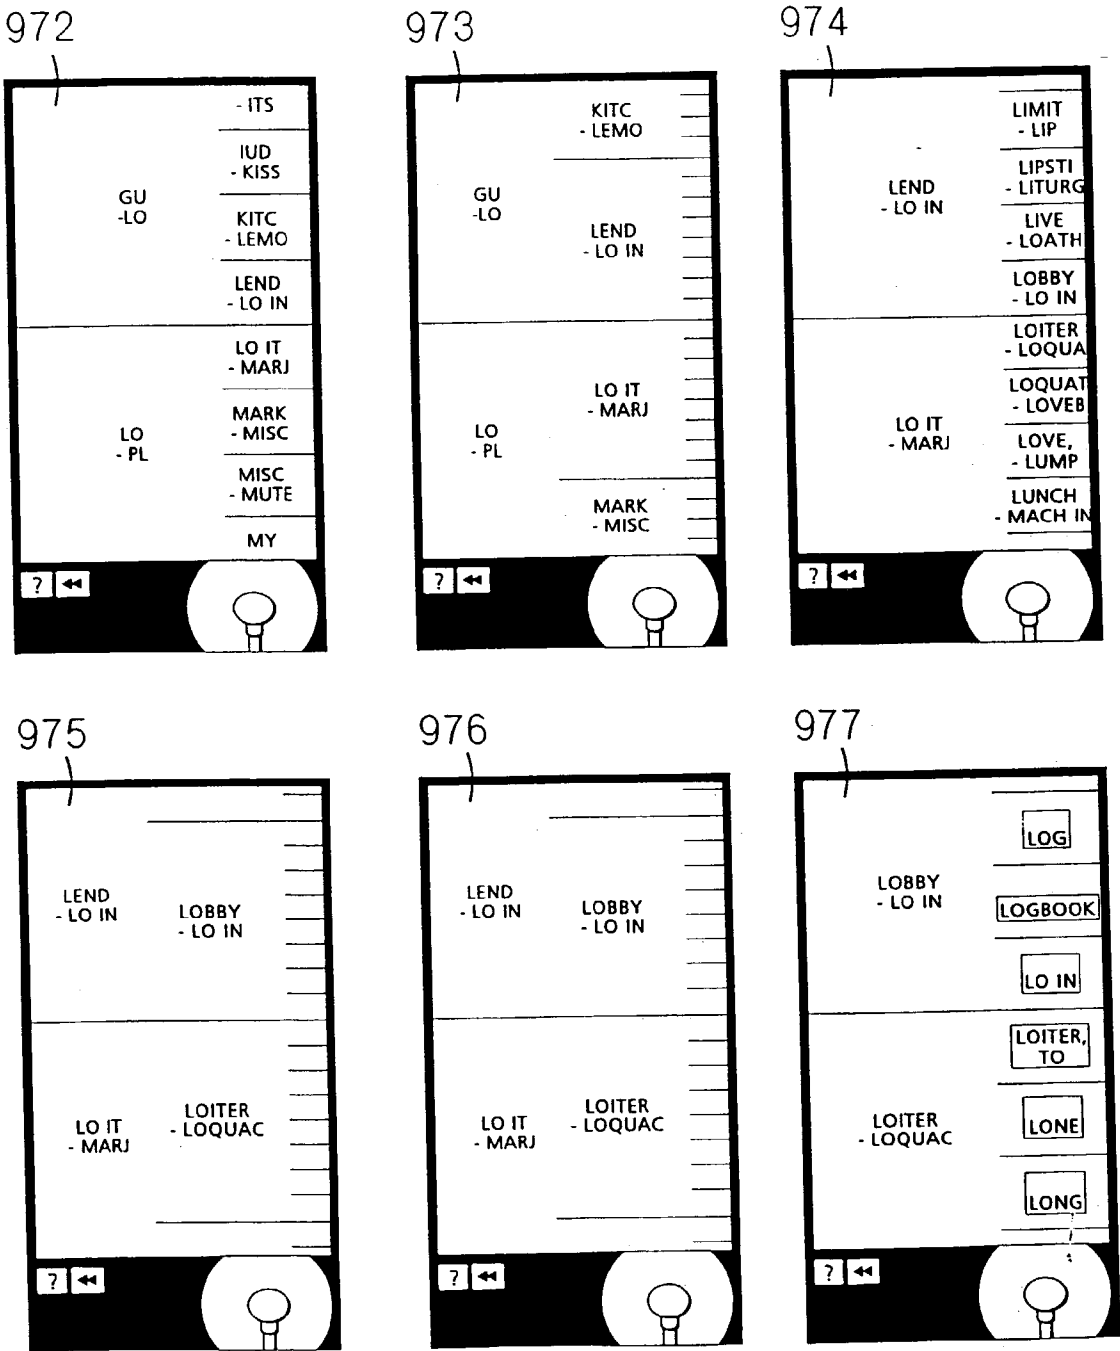 972
GU
-LO
LO
- PL
- ITS
IUD
- KISS
KITC
- LEMO
LEND
- LO IN
LO IT
- MARJ
MARK
- MISC
MISC
- MUTE
MY
?
973
GU
-LO
LO
- PL
KITC
- LEMO
LEND
- LO IN
LO IT
- MARJ
MARK
- MISC
?
974
LEND
- LO IN
LO IT
- MARJ
LIMIT
- LIP
LIPSTI
- LITURG
LIVE
- LOATH
LOBBY
- LO IN
LOITER
- LOQUA
LOQUAT
- LOVEB
LOVE,
- LUMP
LUNCH
- MACH IN
?
975
LEND
- LO IN
LO IT
- MARJ
LOBBY
- LO IN
LOITER
- LOQUAC
?
976
LEND
- LO IN
LO IT
- MARJ
LOBBY
- LO IN
LOITER
- LOQUAC
?
977
LOBBY
- LO IN
LOITER
- LOQUAC
LOG
LOGBOOK
LO IN
LOITER,
TO
LONE
LONG
?